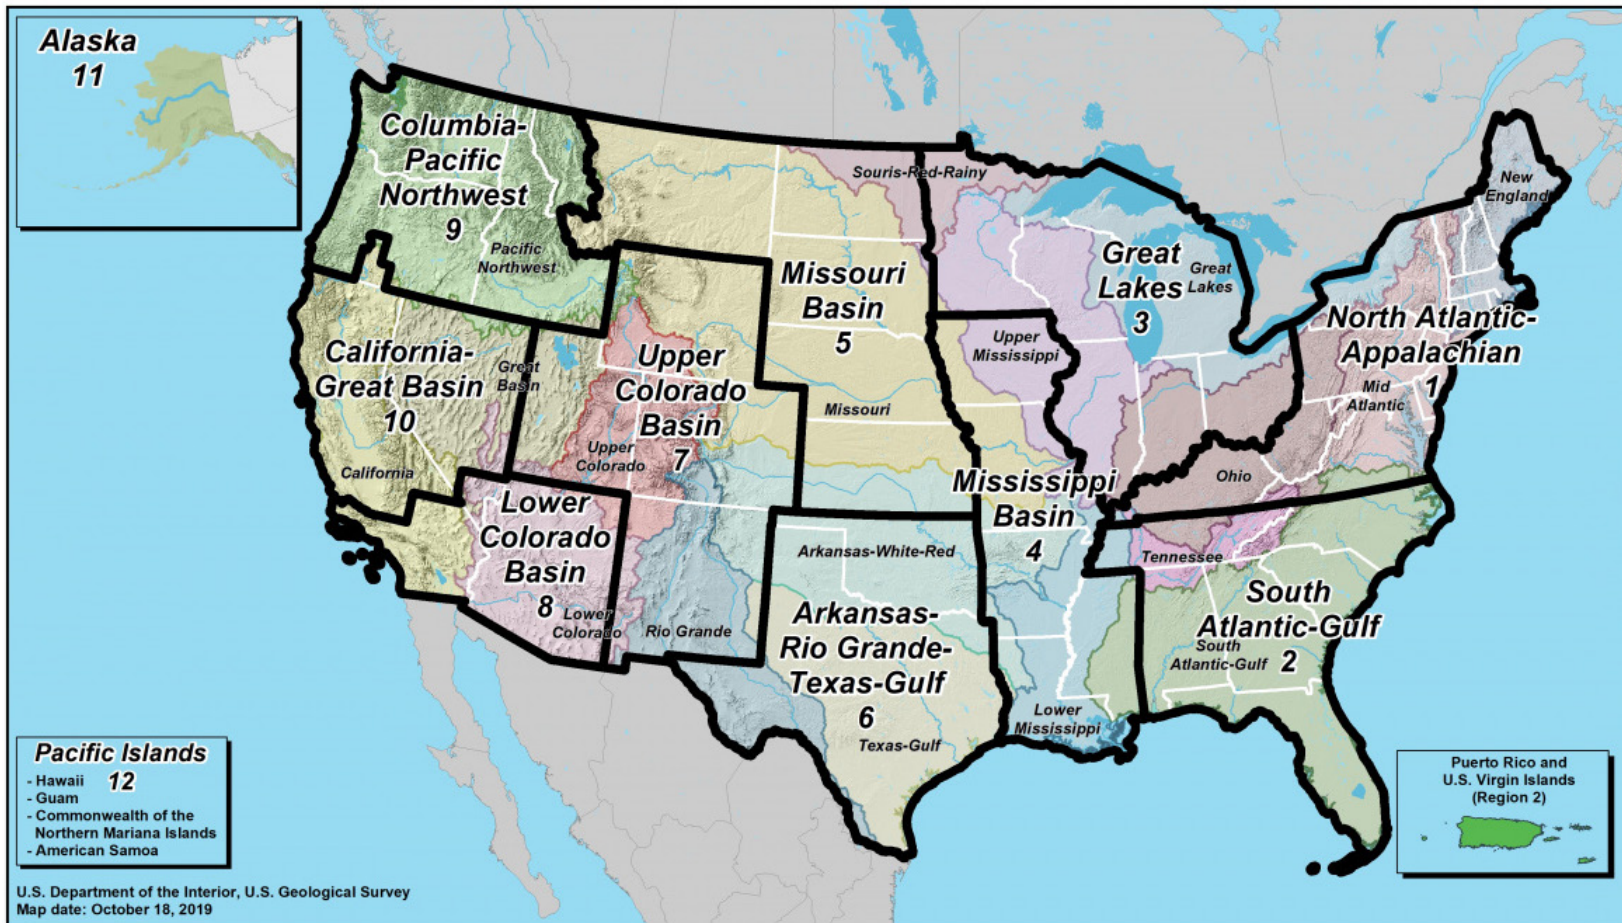 Alaska
11
Columbia-
Pacific
Northwest
9
Pacific
Northwest
Souris-Red-Rainy
New
England
Great
Lakes
3
Great
Lakes
Missouri
Basin
5
Missouri
Upper
Mississippi
North Atlantic-
Appalachian
1
Mid
Atlantic
California-
Great Basin
10
Great
Basin
California
Upper
Colorado
Basin
7
Upper
Colorado
Ohio
Mississippi
Basin
4
Lower
Colorado
Basin
8
Lower
Colorado
Rio Grande
Arkansas-White-Red
Tennessee
Arkansas-
Rio Grande-
Texas-Gulf
6
Texas-Gulf
South
Atlantic-Gulf
2
South
Atlantic-Gulf
Lower
Mississippi
Pacific Islands
12
- Hawaii
- Guam
- Commonwealth of the
Northern Mariana Islands
- American Samoa
Puerto Rico and
U.S. Virgin Islands
(Region 2)
U.S. Department of the Interior, U.S. Geological Survey
Map date: October 18, 2019